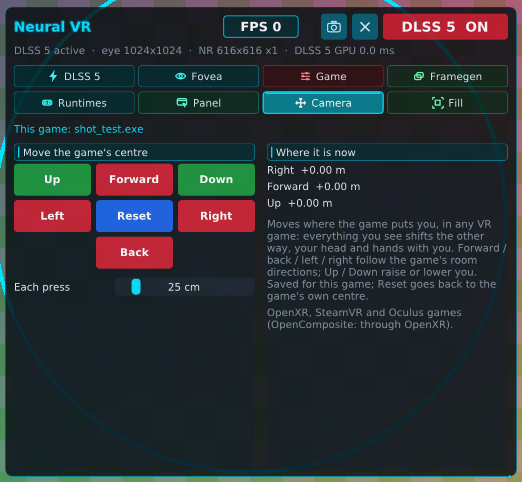 Neural VR
FPS 0
DLSS 5 ON
DLSS 5 active · eye 1024x1024 · NR 616x616 x1 · DLSS 5 GPU 0.0 ms
DLSS 5
Fovea
Game
Framegen
Runtimes
Panel
Camera
Fill
This game: shot_test.exe
Move the game's centre
Up
Forward
Down
Left
Reset
Right
Back
Each press
25 cm
Where it is now
Right +0.00 m
Forward +0.00 m
Up +0.00 m
Moves where the game puts you, in any VR
game: everything you see shifts the other
way, your head and hands with you. Forward /
back / left / right follow the game's room
directions; Up / Down raise or lower you.
Saved for this game; Reset goes back to the
game's own centre.
OpenXR, SteamVR and Oculus games
(OpenComposite: through OpenXR).